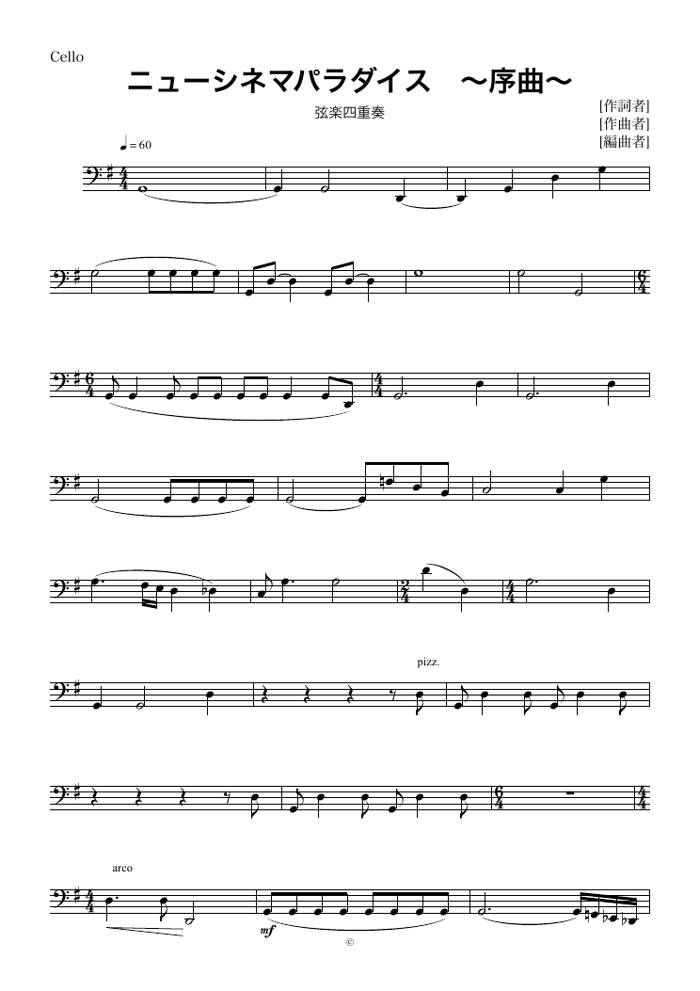 Cello
ニューシネマパラダイス　〜序曲〜
弦楽四重奏
[作詞者]
[作曲者]
[編曲者]
♩= 60
pizz.
arco
mf
©